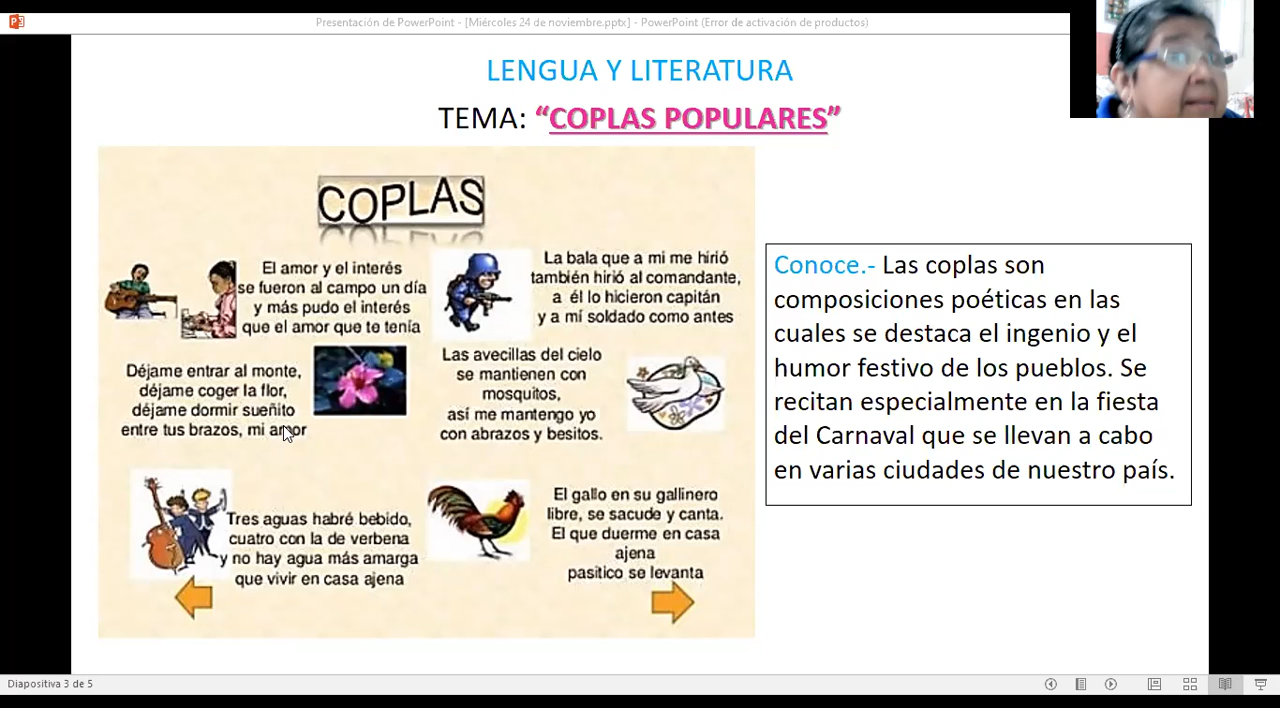 Presentación de PowerPoint - [Miércoles 24 de noviembre.pptx] - PowerPoint (Error de activación de productos)
LENGUA Y LITERATURA
TEMA: “COPLAS POPULARES”
COPLAS
El amor y el interés
se fueron al campo un día
y más pudo el interés
que el amor que te tenía
La bala que a mi me hirió
también hirió al comandante,
a él lo hicieron capitán
y a mí soldado como antes
Déjame entrar al monte,
déjame coger la flor,
déjame dormir sueñito
entre tus brazos, mi amor
Las avecillas del cielo
se mantienen con
mosquitos,
así me mantengo yo
con abrazos y besitos.
Tres aguas habré bebido,
cuatro con la de verbena
y no hay agua más amarga
que vivir en casa ajena
El gallo en su gallinero
libre, se sacude y canta.
El que duerme en casa
ajena
pasitico se levanta
Conoce.- Las coplas son
composiciones poéticas en las
cuales se destaca el ingenio y el
humor festivo de los pueblos. Se
recitan especialmente en la fiesta
del Carnaval que se llevan a cabo
en varias ciudades de nuestro país.
Diapositiva 3 de 5